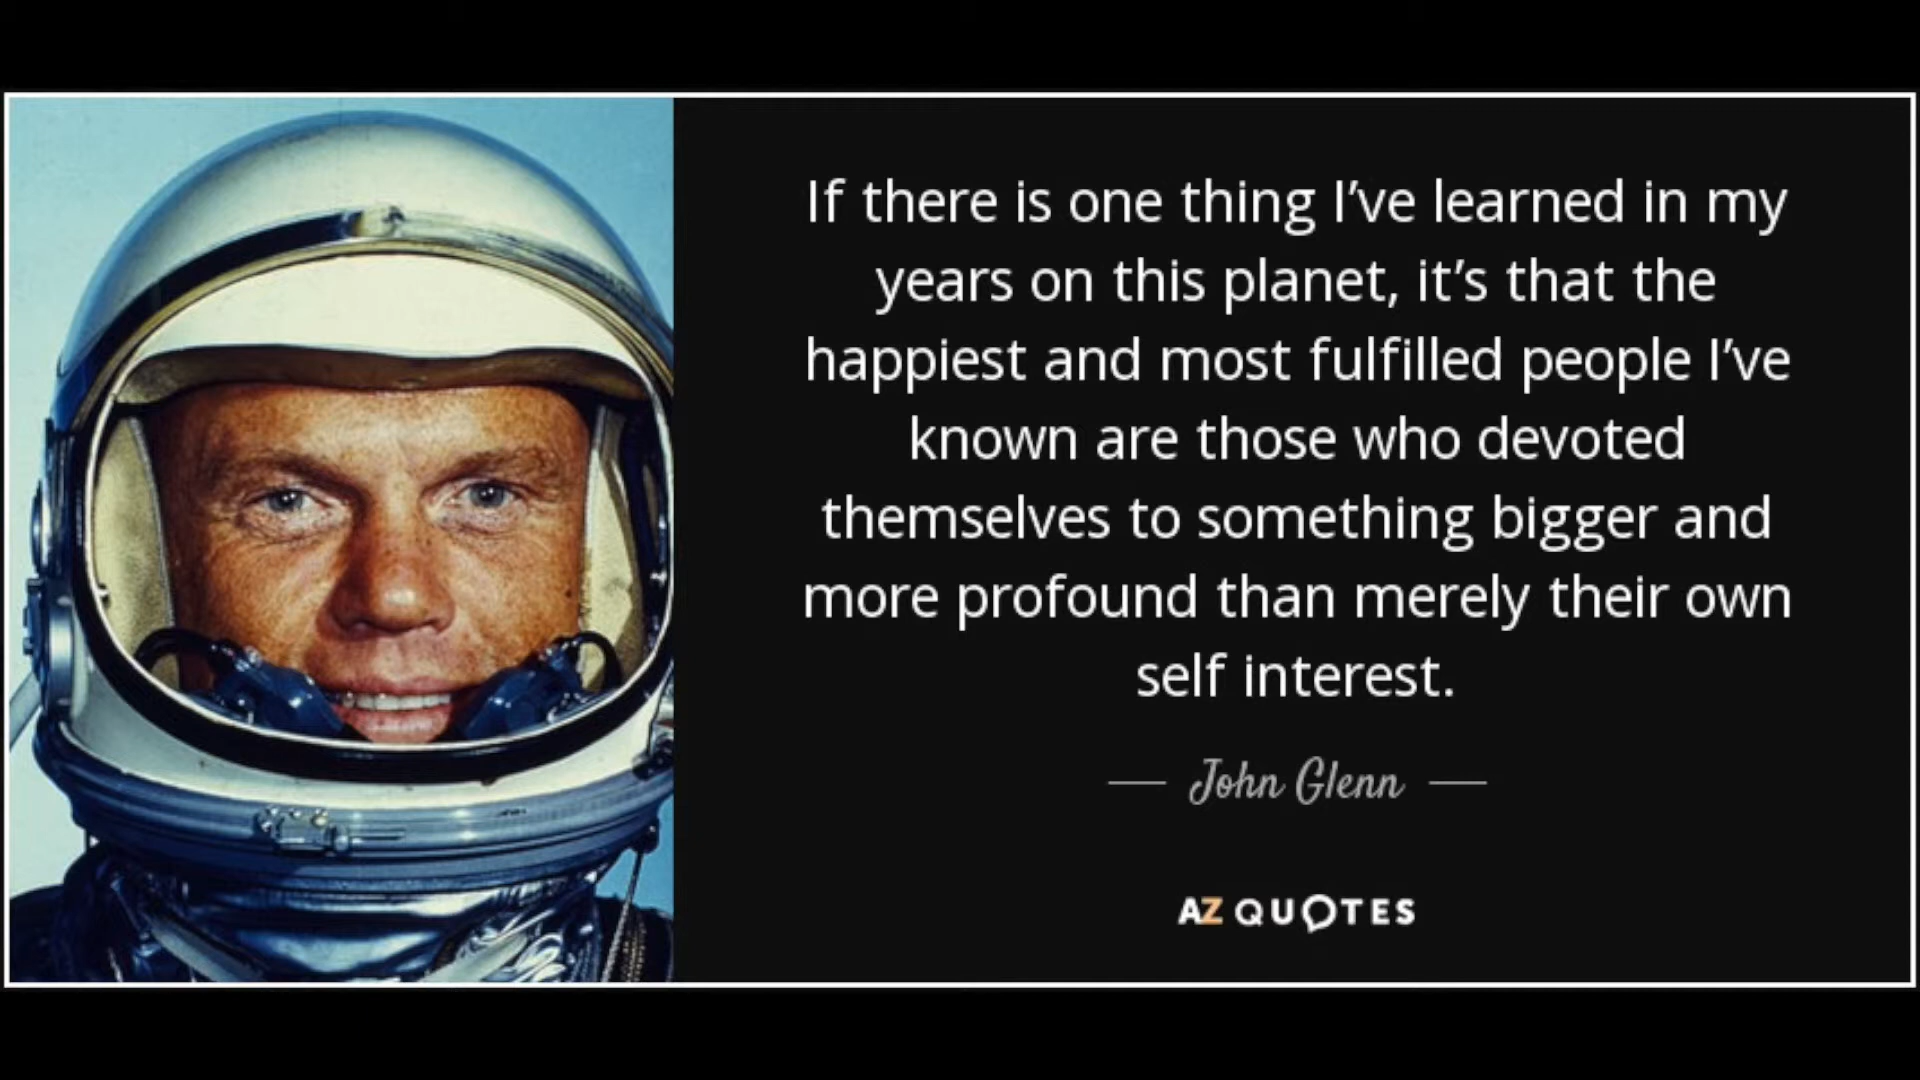 If there is one thing I’ve learned in my
years on this planet, it’s that the
happiest and most fulfilled people I’ve
known are those who devoted
themselves to something bigger and
more profound than merely their own
self interest.
John Glenn
AZ QUOTES